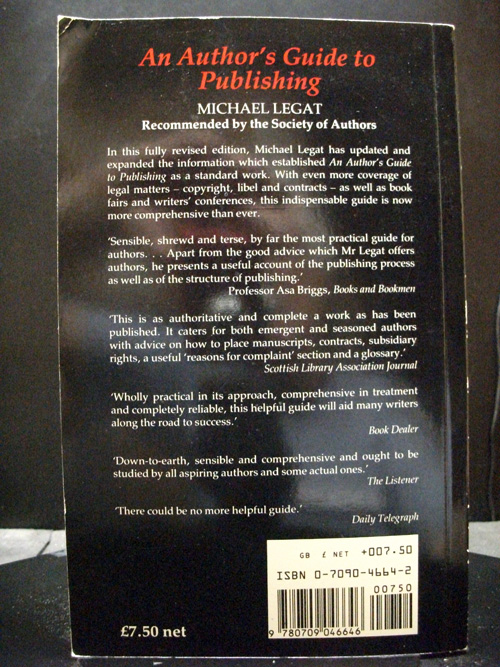 An Author's Guide to
Publishing
MICHAEL LEGAT
Recommended by the Society of Authors
In this fully revised edition, Michael Legat has updated and
expanded the information which established An Author's Guide
to Publishing as a standard work. With even more coverage of
legal matters – copyright, libel and contracts – as well as book
fairs and writers' conferences, this indispensable guide is now
more comprehensive than ever.
'Sensible, shrewd and terse, by far the most practical guide for
authors. . . Apart from the good advice which Mr Legat offers
authors, he presents a useful account of the publishing process
as well as of the structure of publishing.'
Professor Asa Briggs, Books and Bookmen
'This is as authoritative and complete a work as has been
published. It caters for both emergent and seasoned authors
with advice on how to place manuscripts, contracts, subsidiary
rights, a useful 'reasons for complaint' section and a glossary.'
Scottish Library Association Journal
'Wholly practical in its approach, comprehensive in treatment
and completely reliable, this helpful guide will aid many writers
along the road to success.'
Book Dealer
'Down-to-earth, sensible and comprehensive and ought to be
studied by all aspiring authors and some actual ones.'
The Listener
'There could be no more helpful guide.'
Daily Telegraph
GB £ NET +007.50
ISBN 0-7090-4664-2
00750
9 780709 046646
£7.50 net